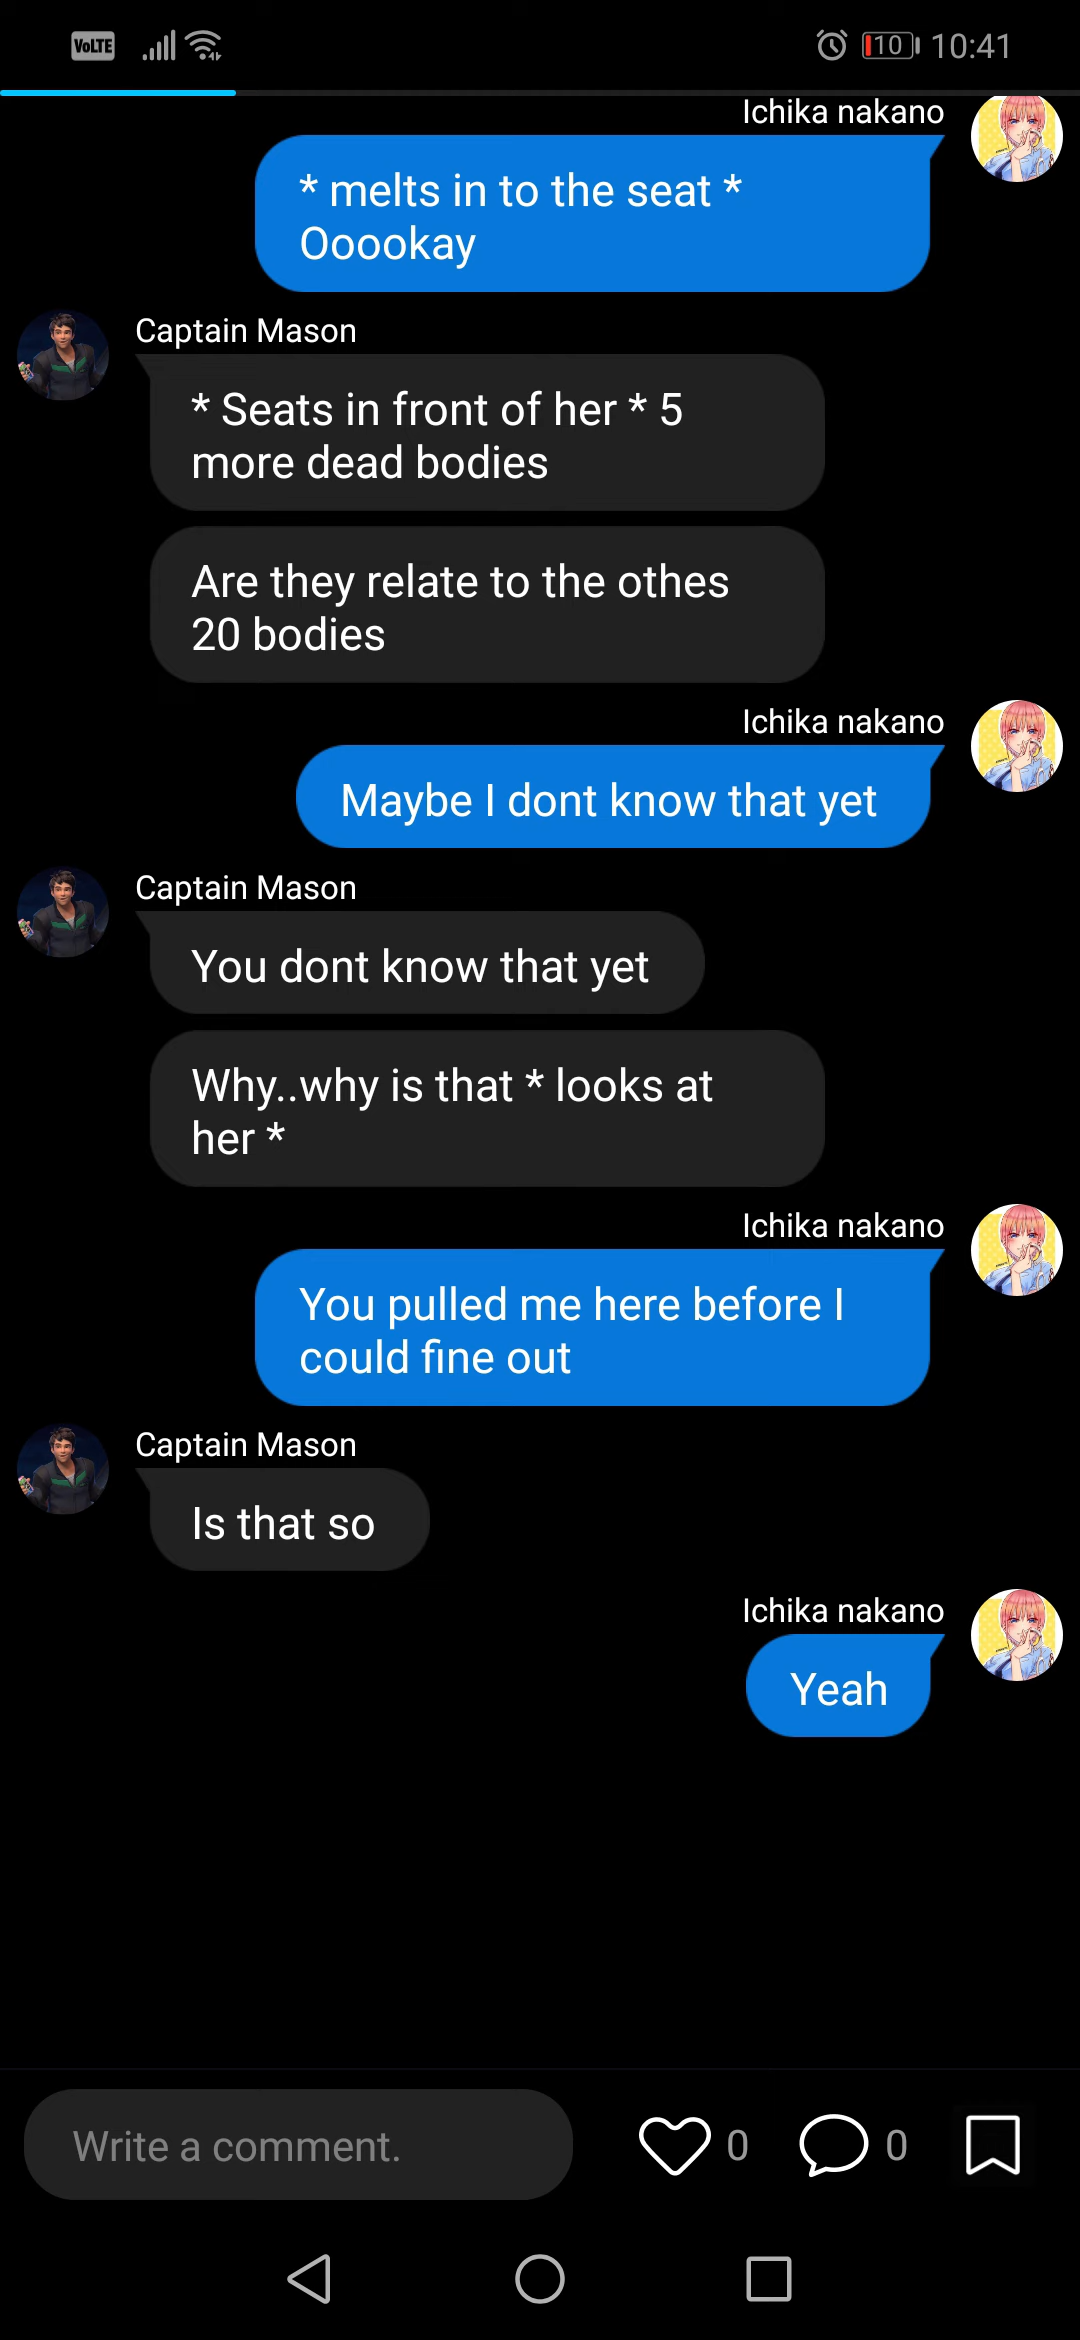 VoLTE 10 10:41
Ichika nakano
* melts in to the seat *
Ooookay
Captain Mason
* Seats in front of her * 5
more dead bodies
Are they relate to the othes
20 bodies
Ichika nakano
Maybe I dont know that yet
Captain Mason
You dont know that yet
Why..why is that * looks at
her *
Ichika nakano
You pulled me here before I
could fine out
Captain Mason
Is that so
Ichika nakano
Yeah
Write a comment. 0 0